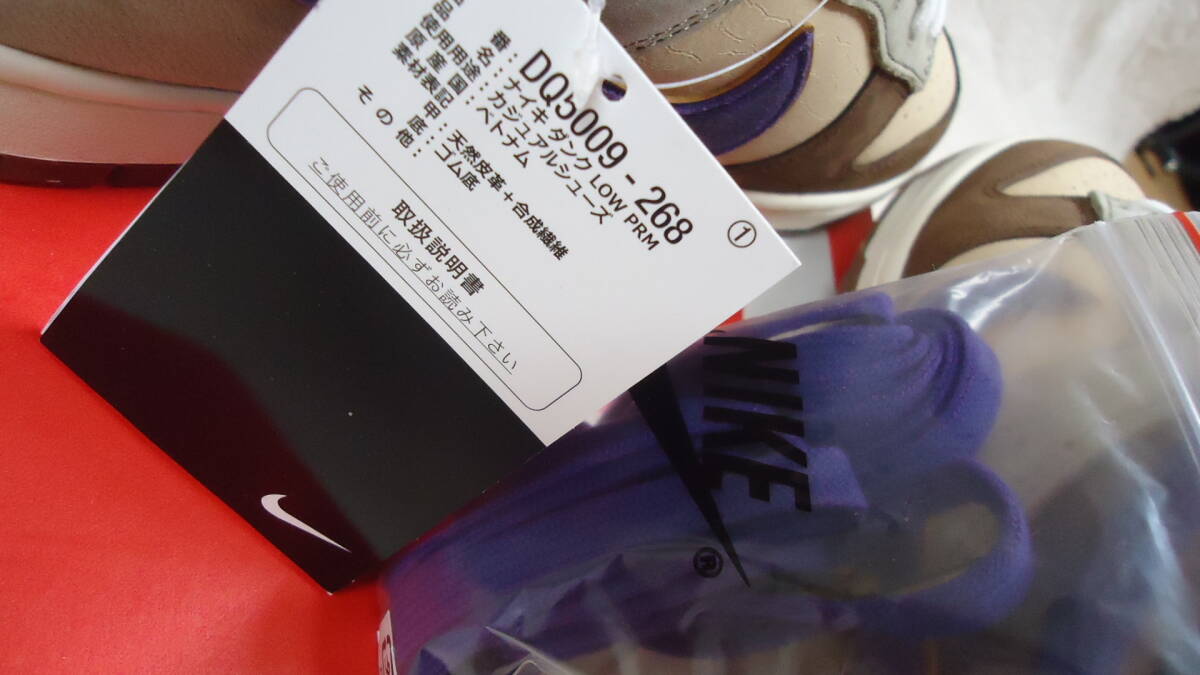 番：DQ5009-268
品名：ナイキ ダンク LOW PRM
使用用途：カジュアルシューズ
原産国：ベトナム
素材表記
甲：天然皮革＋合成繊維
底：ゴム底
その他：
①
取扱説明書
ご使用前に必ずお読み下さい
NIKE
®